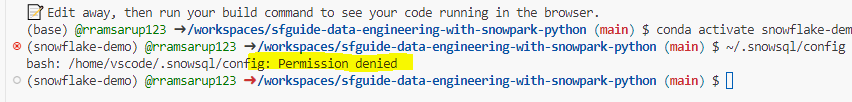 📝Edit away, then run your build command to see your code running in the browser.
(base) @rramsarup123 ➜/workspaces/sfguide-data-engineering-with-snowpark-python (main) $ conda activate snowflake-dem
(snowflake-demo) @rramsarup123 ➜/workspaces/sfguide-data-engineering-with-snowpark-python (main) $ ~/.snowsql/config
bash: /home/vscode/.snowsql/config: Permission denied
(snowflake-demo) @rramsarup123 ➜/workspaces/sfguide-data-engineering-with-snowpark-python (main) $